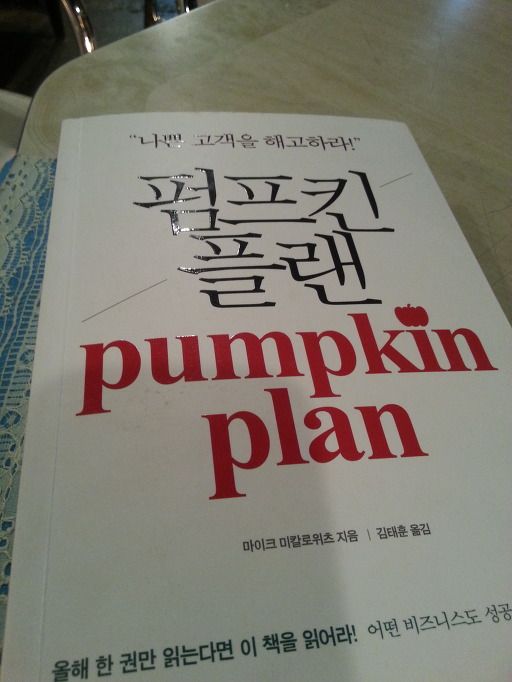 "나쁜 고객을 해고하라!"
펌프킨
플랜
pumpkin
plan
마이크 미칼로위츠 지음 | 김태훈 옮김
올해 한 권만 읽는다면 이 책을 읽어라! 어떤 비즈니스도 성공